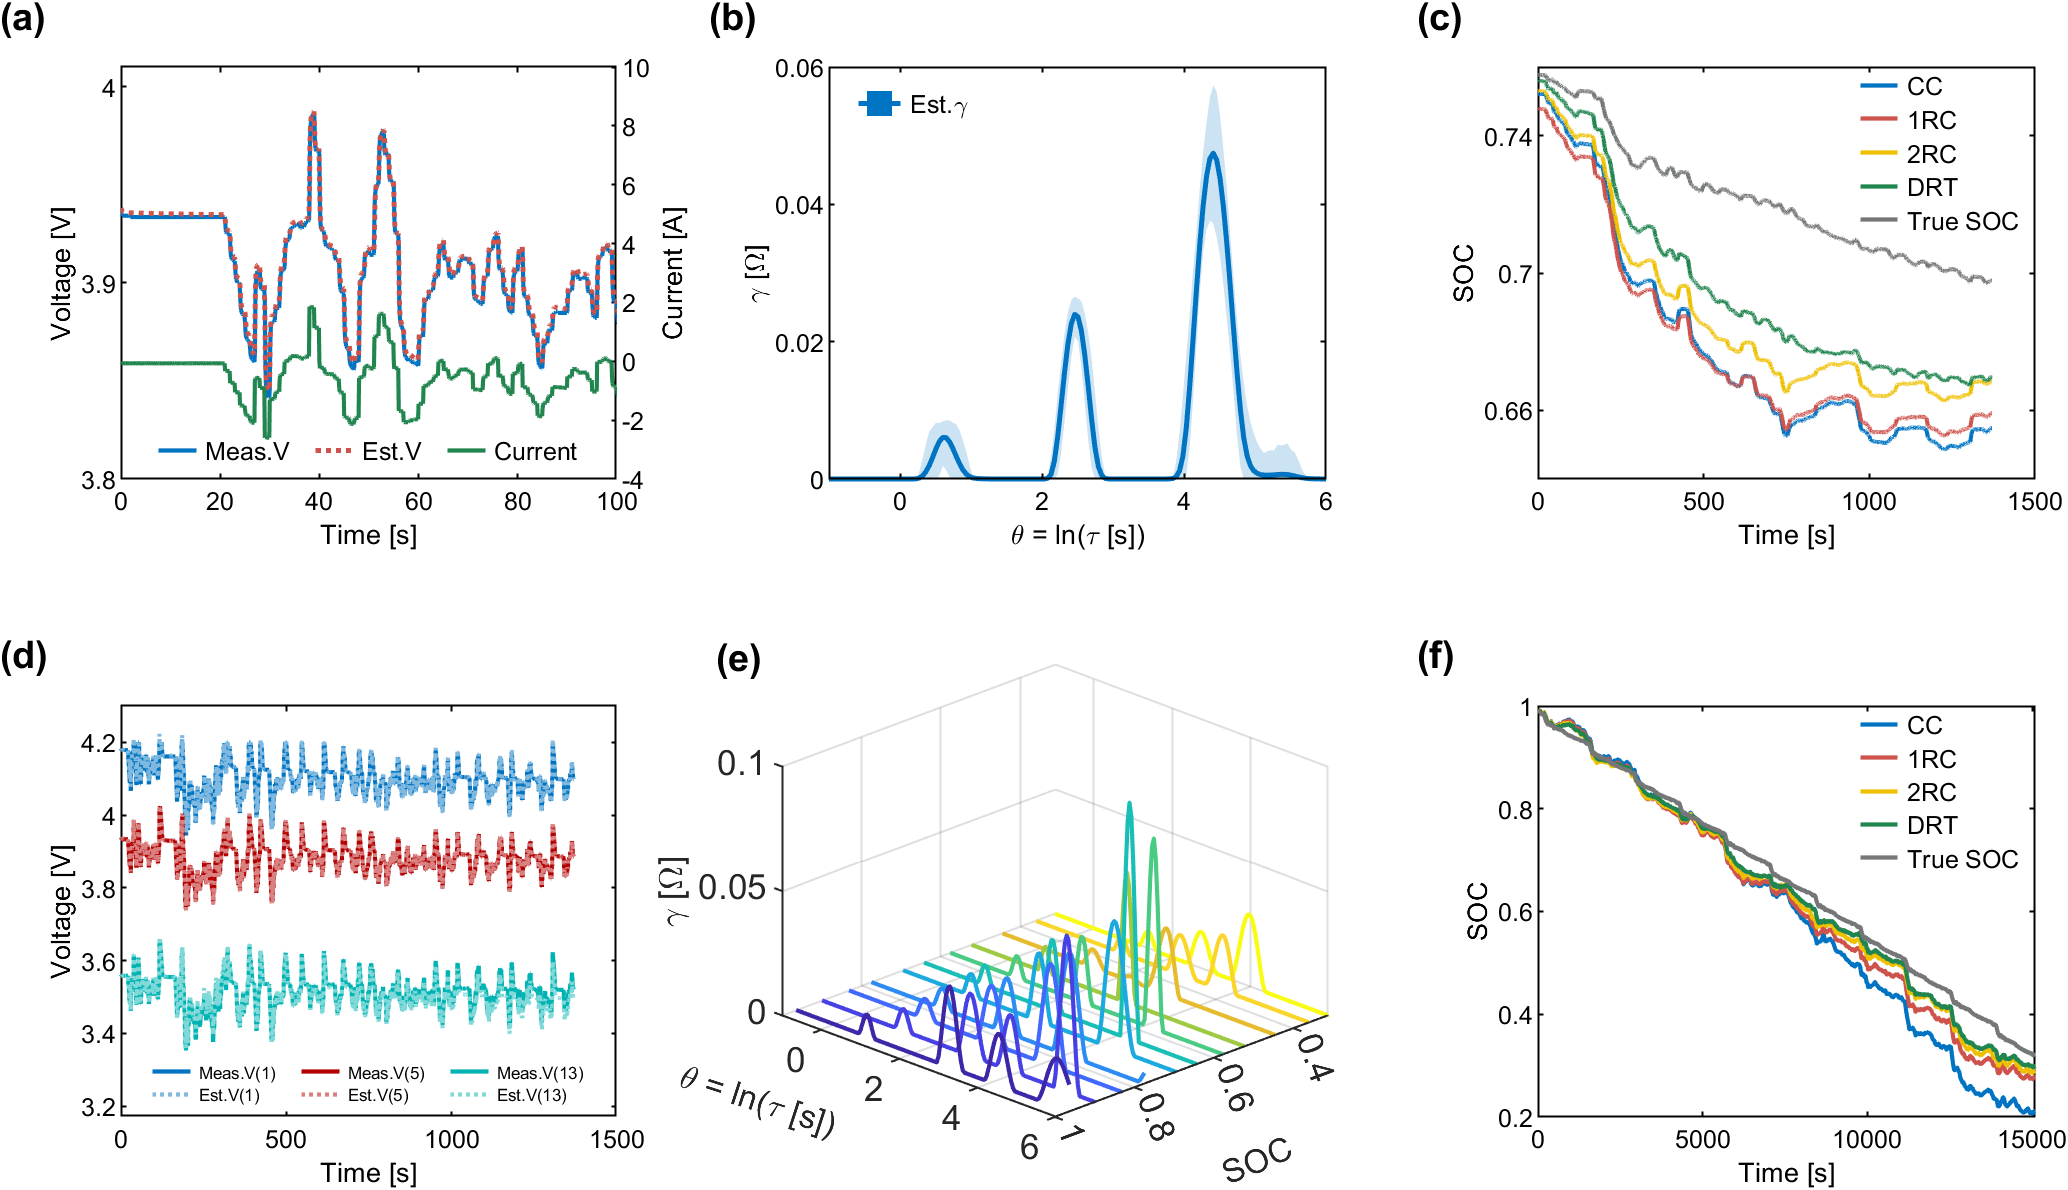 (a)
10
4
8
6
4
3.9
2
0
-2
3.8
-4
0 20 40 60 80 100
Voltage [V]
Current [A]
Meas.V Est.V Current
Time [s]
(b)
0.06
0.04
0.02
0
0 2 4 6
γ [Ω]
Est.γ
θ = ln(τ [s])
(c)
0.74
0.7
0.66
0 500 1000 1500
SOC
CC
1RC
2RC
DRT
True SOC
Time [s]
(d)
4.2
4
3.8
3.6
3.4
3.2
0 500 1000 1500
Voltage [V]
Meas.V(1) Meas.V(5) Meas.V(13)
Est.V(1) Est.V(5) Est.V(13)
Time [s]
(e)
0.1
0.05
0
γ [Ω]
0 2 4 6
θ = ln(τ [s])
1 0.8 0.6 0.4
SOC
(f)
1
0.8
0.6
0.4
0.2
0 5000 10000 15000
SOC
CC
1RC
2RC
DRT
True SOC
Time [s]